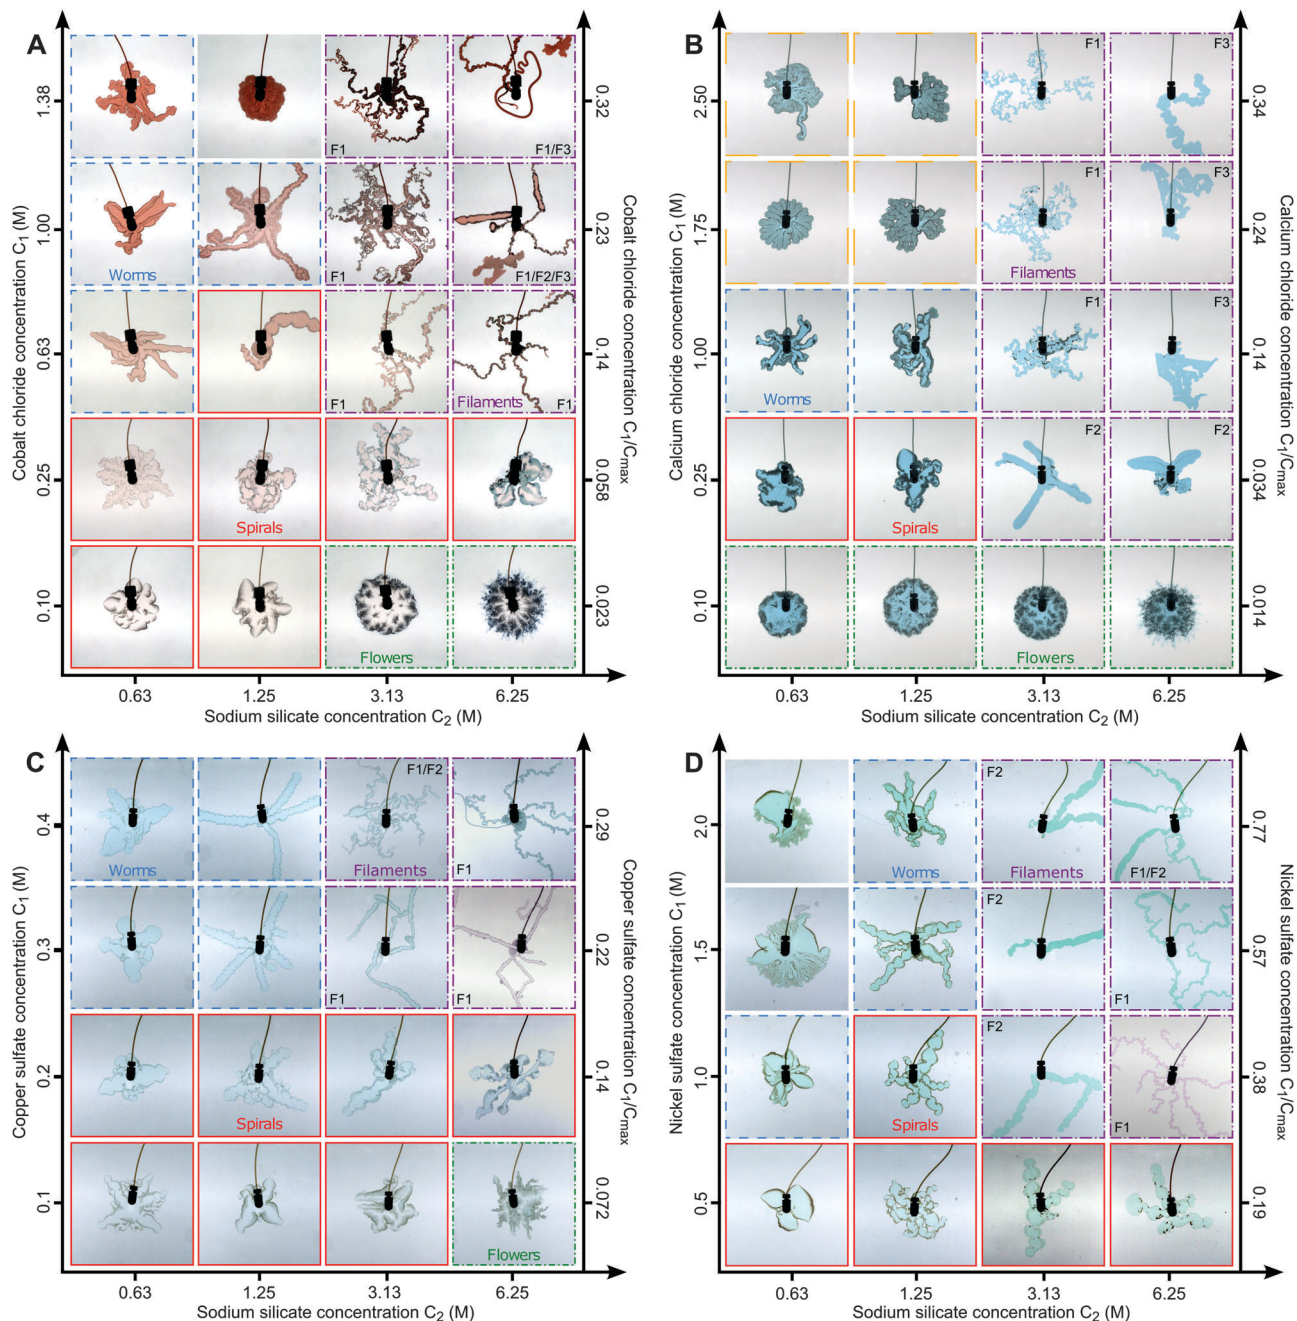 A
1.38
F1
F1/F3
0.32
1.00
Worms
F1
F1/F2/F3
0.23
0.63
F1
Filaments
F1
0.14
0.25
Spirals
0.058
0.10
Flowers
0.023
Cobalt chloride concentration C1 (M)
Cobalt chloride concentration C1/Cmax
0.63 1.25 3.13 6.25
Sodium silicate concentration C2 (M)
B
2.50
F1
F3
0.34
1.75
F1
Filaments
F3
0.24
1.00
Worms
F1
F3
0.14
0.25
Spirals
F2
F2
0.034
0.10
Flowers
0.014
Calcium chloride concentration C1 (M)
Calcium chloride concentration C1/Cmax
0.63 1.25 3.13 6.25
Sodium silicate concentration C2 (M)
C
0.4
Worms
F1/F2
Filaments
F1
0.29
0.3
F1
F1
0.22
0.2
Spirals
0.14
0.1
Flowers
0.072
Copper sulfate concentration C1 (M)
Copper sulfate concentration C1/Cmax
0.63 1.25 3.13 6.25
Sodium silicate concentration C2 (M)
D
2.0
Worms
F2
Filaments
F1/F2
0.77
1.5
F2
F1
0.57
1.0
Spirals
F2
F1
0.38
0.5
0.19
Nickel sulfate concentration C1 (M)
Nickel sulfate concentration C1/Cmax
0.63 1.25 3.13 6.25
Sodium silicate concentration C2 (M)